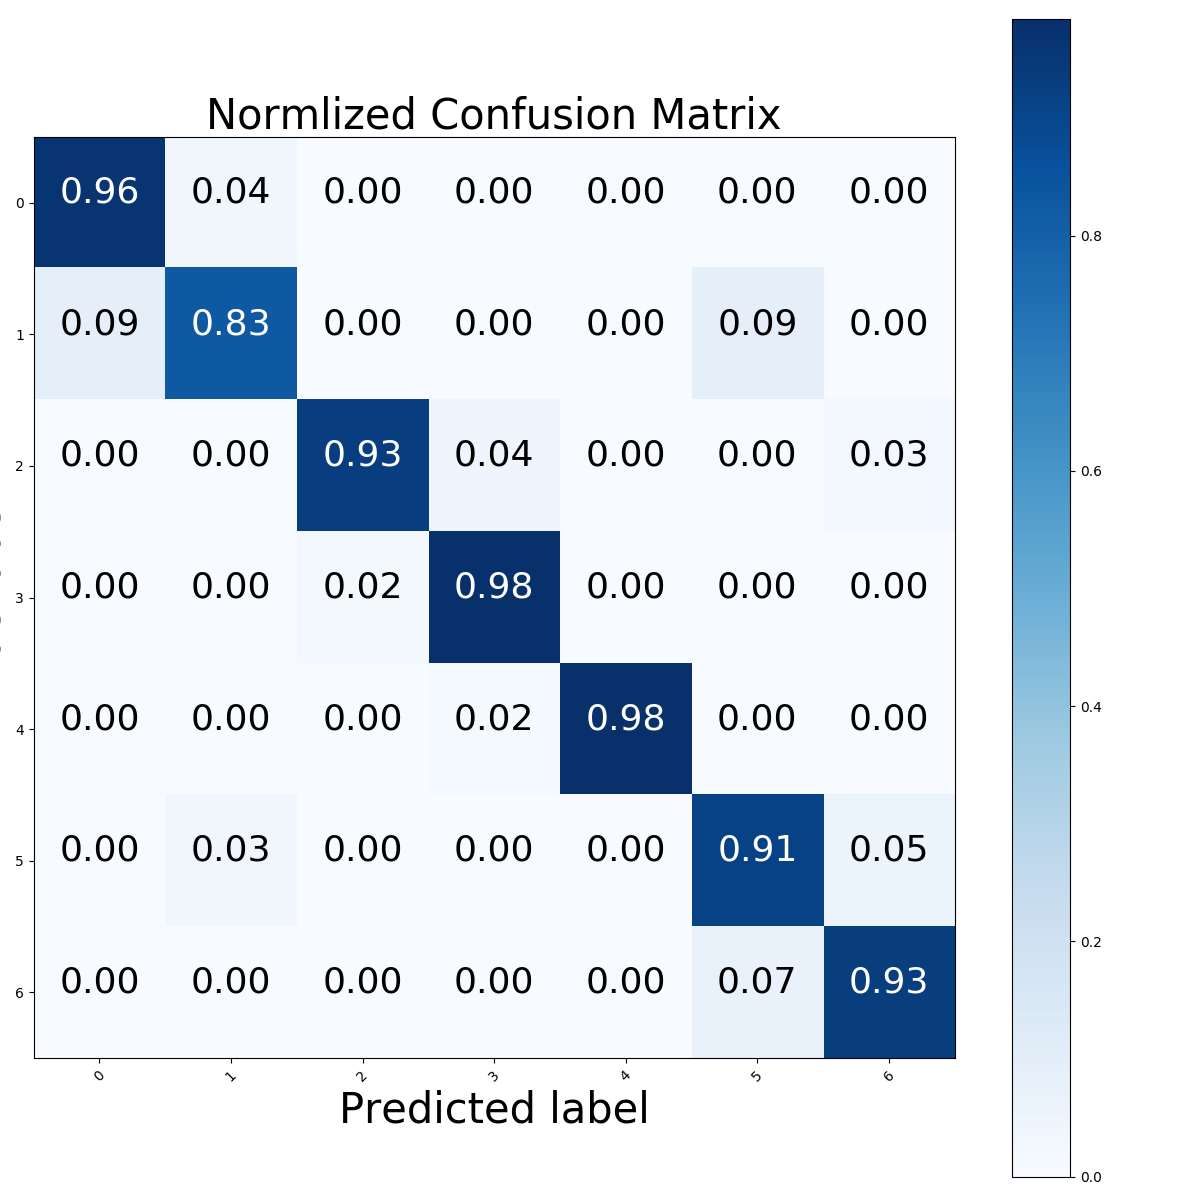 Normlized Confusion Matrix
0 0.96 0.04 0.00 0.00 0.00 0.00 0.00
1 0.09 0.83 0.00 0.00 0.00 0.09 0.00
2 0.00 0.00 0.93 0.04 0.00 0.00 0.03
3 0.00 0.00 0.02 0.98 0.00 0.00 0.00
4 0.00 0.00 0.00 0.02 0.98 0.00 0.00
5 0.00 0.03 0.00 0.00 0.00 0.91 0.05
6 0.00 0.00 0.00 0.00 0.00 0.07 0.93
0 1 2 3 4 5 6
Predicted label
0.8
0.6
0.4
0.2
0.0